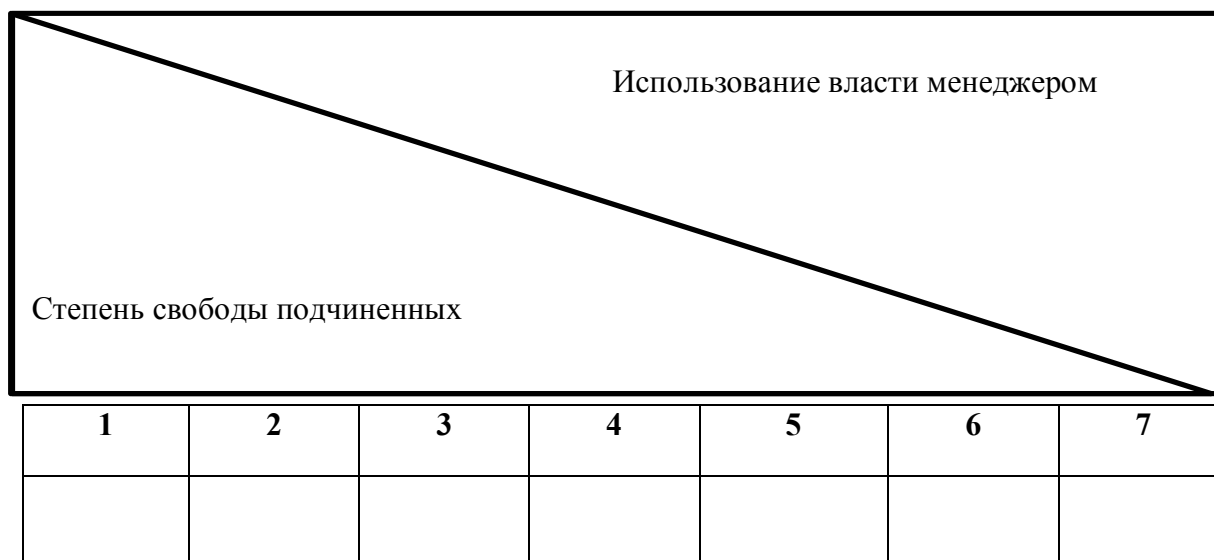 Использование власти менеджером
Степень свободы подчиненных
1 2 3 4 5 6 7